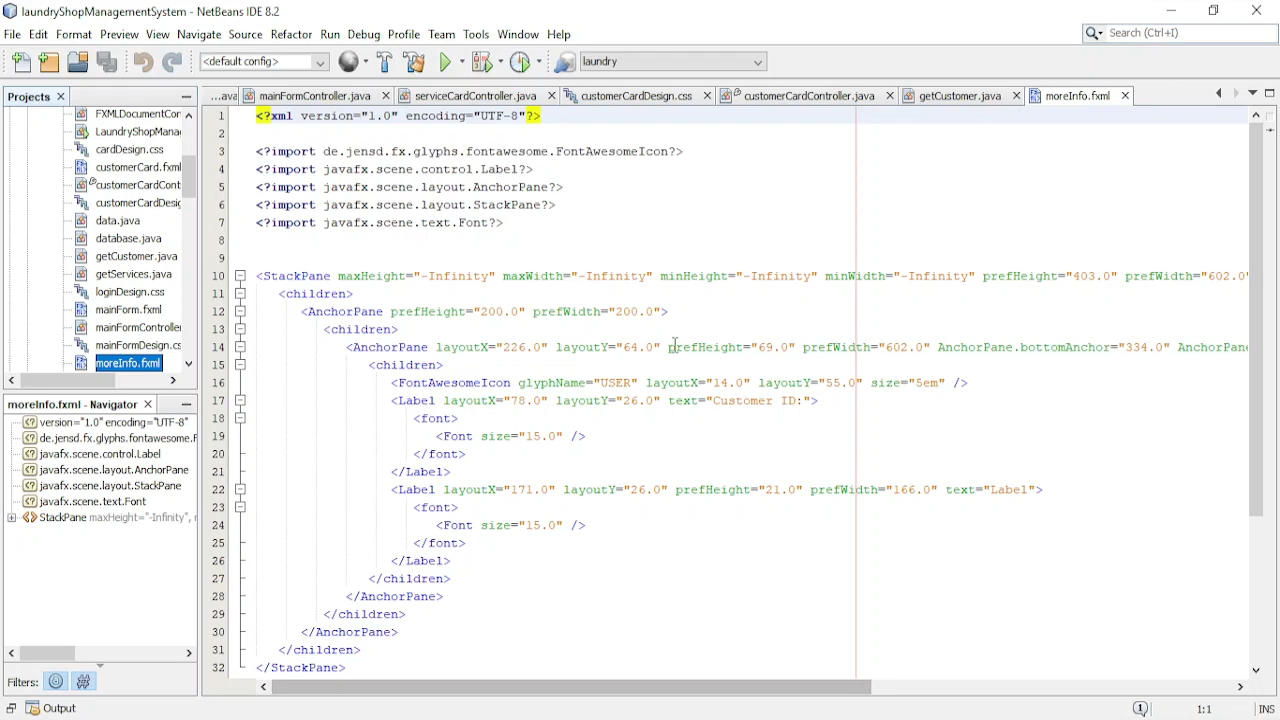 laundryShopManagementSystem - NetBeans IDE 8.2
File Edit Format Preview View Navigate Source Refactor Run Debug Profile Team Tools Window Help
Search (Ctrl+I)
<default config>
laundry
Projects
FXMLDocumentCor
LaundryShopMana
cardDesign.css
customerCard.fxml
customerCardCont
customerCardDesig
data.java
database.java
getCustomer.java
getServices.java
loginDesign.css
mainForm.fxml
mainFormController
mainFormDesign.cs
moreInfo.fxml
moreInfo.fxml - Navigator
version="1.0" encoding="UTF-8"
de.jensd.fx.glyphs.fontawesome.F
javafx.scene.control.Label
javafx.scene.layout.AnchorPane
javafx.scene.layout.StackPane
javafx.scene.text.Font
StackPane maxHeight="-Infinity",
Filters:
Output
...ava mainFormController.java serviceCardController.java customerCardDesign.css customerCardController.java getCustomer.java moreInfo.fxml
1 <?xml version="1.0" encoding="UTF-8"?>
2
3 <?import de.jensd.fx.glyphs.fontawesome.FontAwesomeIcon?>
4 <?import javafx.scene.control.Label?>
5 <?import javafx.scene.layout.AnchorPane?>
6 <?import javafx.scene.layout.StackPane?>
7 <?import javafx.scene.text.Font?>
8
9
10 <StackPane maxHeight="-Infinity" maxWidth="-Infinity" minHeight="-Infinity" minWidth="-Infinity" prefHeight="403.0" prefWidth="602.0"
11 <children>
12 <AnchorPane prefHeight="200.0" prefWidth="200.0">
13 <children>
14 <AnchorPane layoutX="226.0" layoutY="64.0" prefHeight="69.0" prefWidth="602.0" AnchorPane.bottomAnchor="334.0" AnchorPane
15 <children>
16 <FontAwesomeIcon glyphName="USER" layoutX="14.0" layoutY="55.0" size="5em" />
17 <Label layoutX="78.0" layoutY="26.0" text="Customer ID:">
18 <font>
19 <Font size="15.0" />
20 </font>
21 </Label>
22 <Label layoutX="171.0" layoutY="26.0" prefHeight="21.0" prefWidth="166.0" text="Label">
23 <font>
24 <Font size="15.0" />
25 </font>
26 </Label>
27 </children>
28 </AnchorPane>
29 </children>
30 </AnchorPane>
31 </children>
32 </StackPane>
1:1 INS